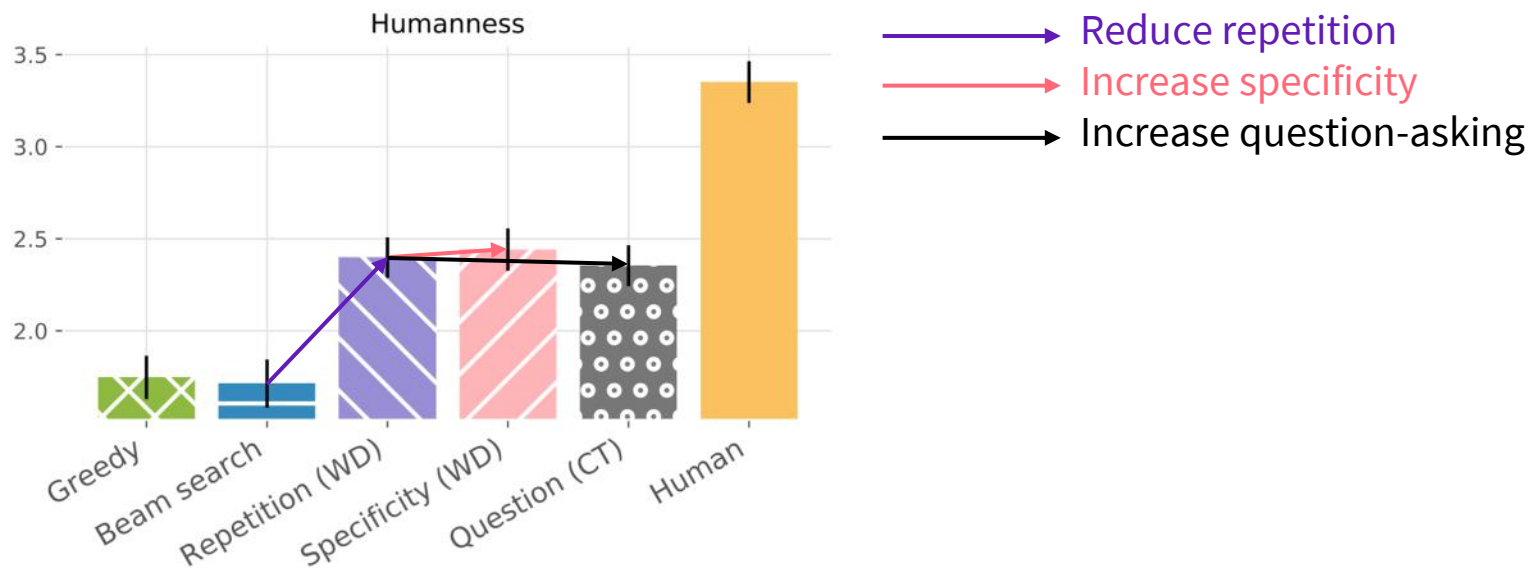 Humanness
3.5
3.0
2.5
2.0
Greedy
Beam search
Repetition (WD)
Specificity (WD)
Question (CT)
Human
Reduce repetition
Increase specificity
Increase question-asking